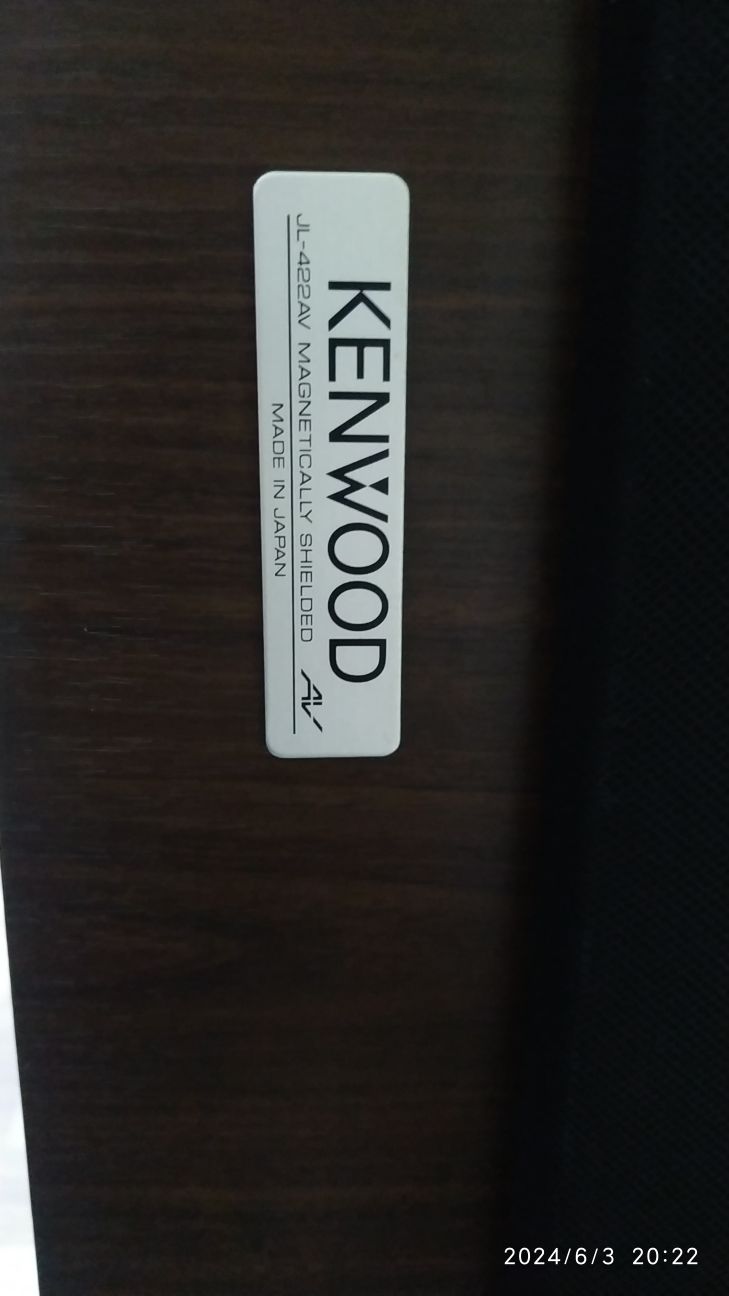 KENWOOD
JL-422AV MAGNETICALLY SHIELDED AV
MADE IN JAPAN
2024/6/3 20:22